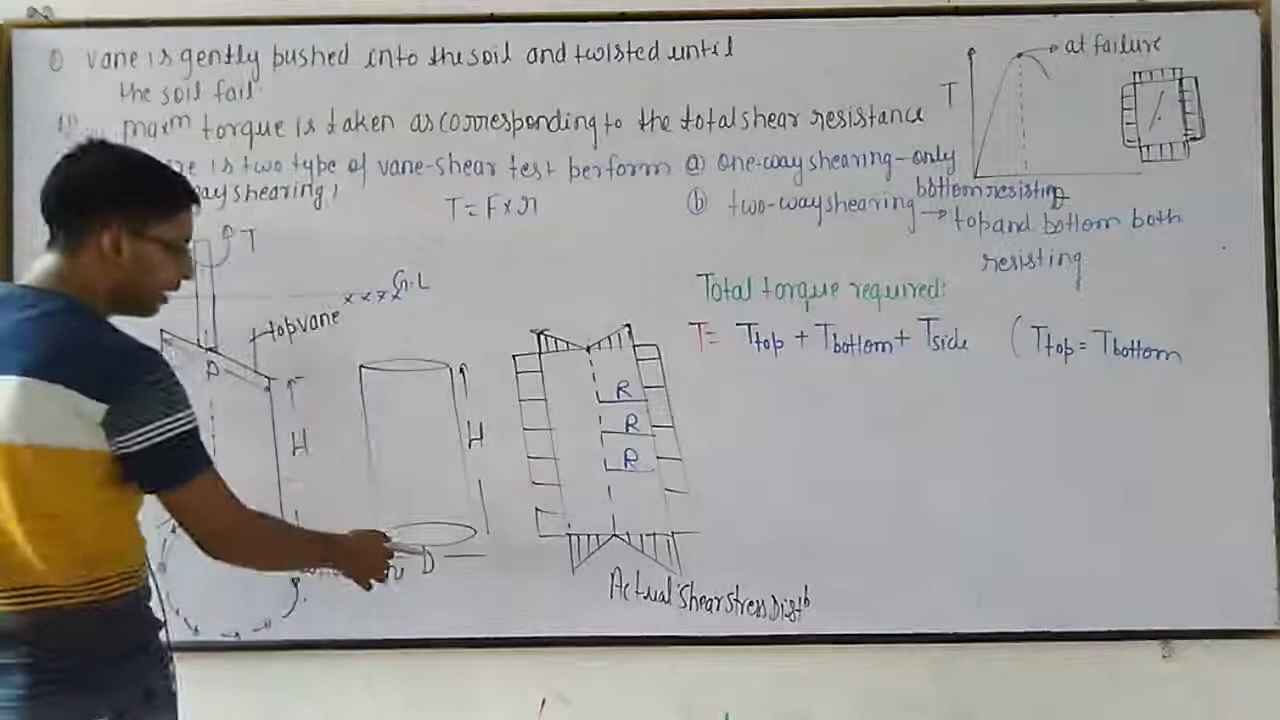 vane is gently bushed into the soil and twisted until
the soil fail.
maxm torque is taken as corresponding to the total shear resistance
is two type of vane-shear test perform ⓐ one-way shearing - only
bottom resisting
way shearing)
T = F × r
ⓑ two-way shearing → top and bottom both
resisting
at failure
T
T
G.L
top vane
H
H
D
R
R
R
Actual Shear Stress Distb
Total torque required:
T = Ttop + Tbottom + Tside (Ttop = Tbottom